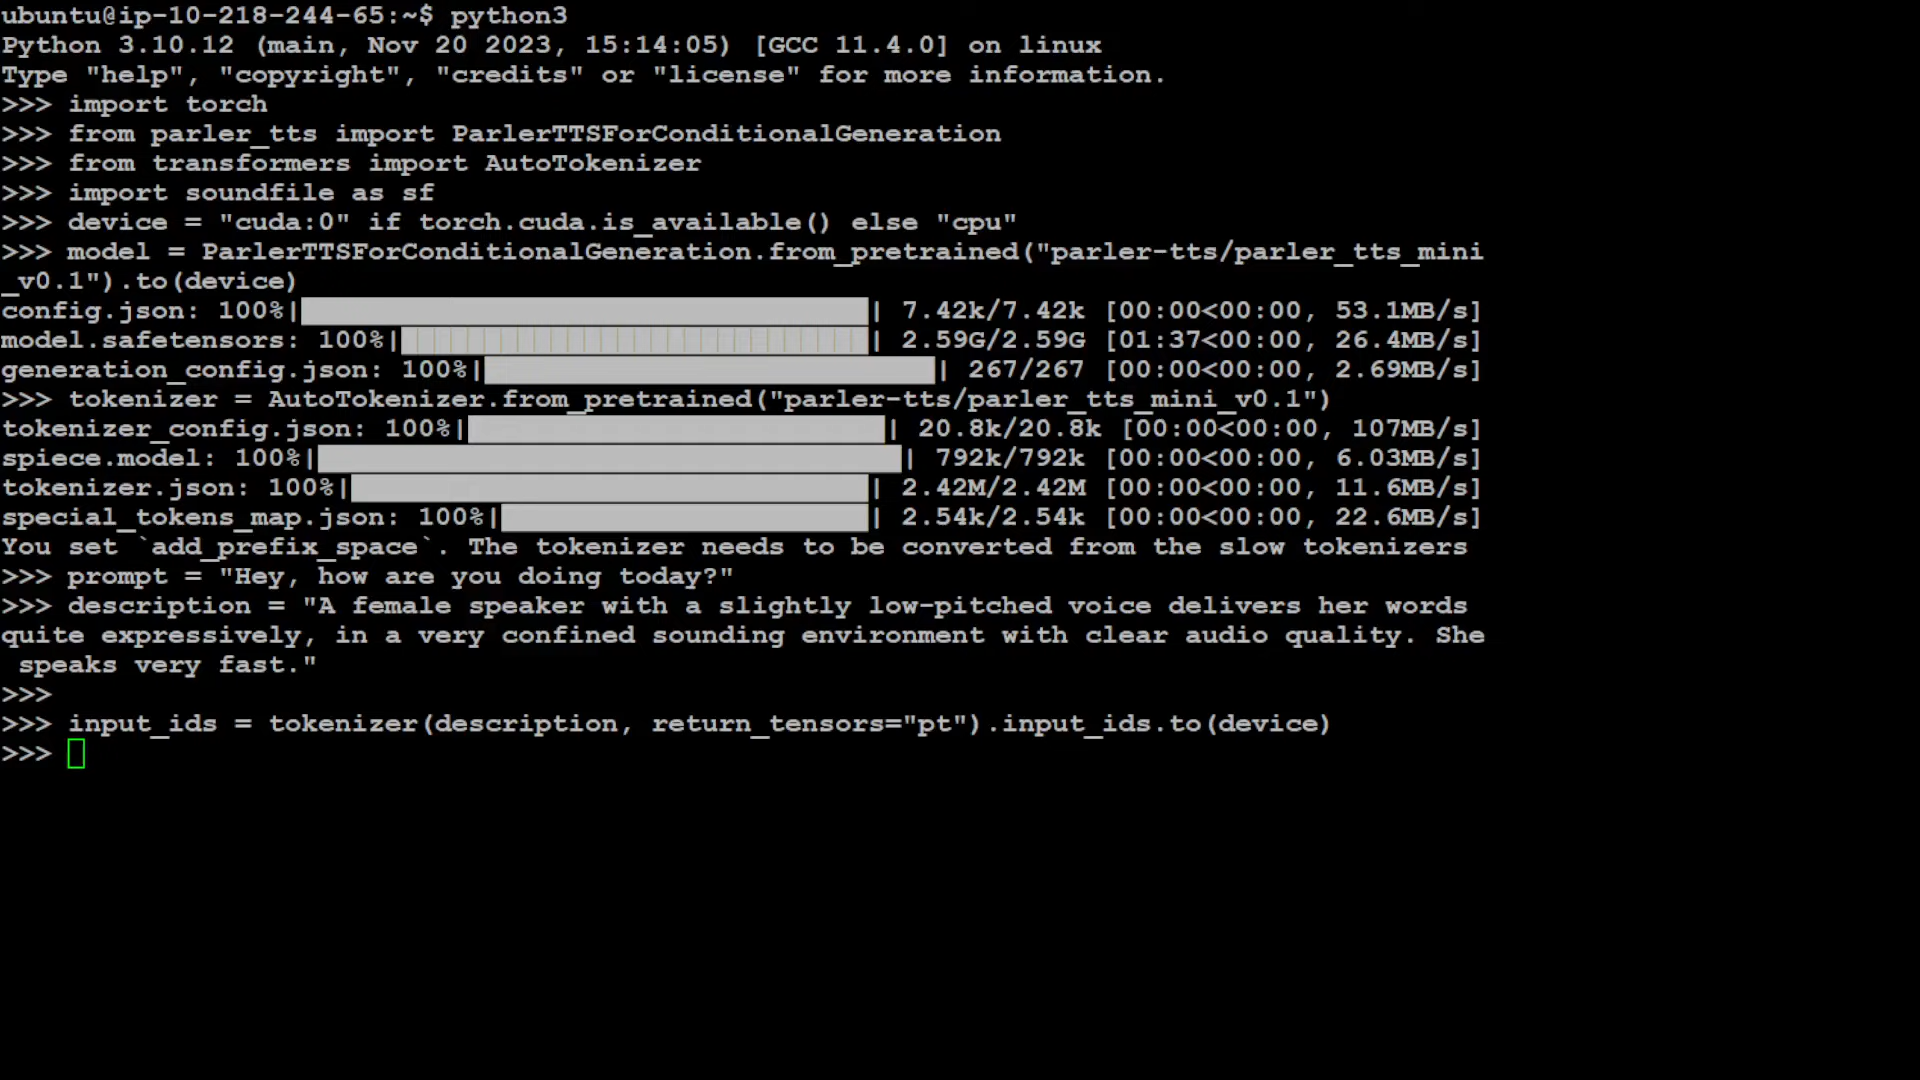 ubuntu@ip-10-218-244-65:~$ python3
Python 3.10.12 (main, Nov 20 2023, 15:14:05) [GCC 11.4.0] on linux
Type "help", "copyright", "credits" or "license" for more information.
>>> import torch
>>> from parler_tts import ParlerTTSForConditionalGeneration
>>> from transformers import AutoTokenizer
>>> import soundfile as sf
>>> device = "cuda:0" if torch.cuda.is_available() else "cpu"
>>> model = ParlerTTSForConditionalGeneration.from_pretrained("parler-tts/parler_tts_mini
_v0.1").to(device)
config.json: 100%| | 7.42k/7.42k [00:00<00:00, 53.1MB/s]
model.safetensors: 100%| | 2.59G/2.59G [01:37<00:00, 26.4MB/s]
generation_config.json: 100%| | 267/267 [00:00<00:00, 2.69MB/s]
>>> tokenizer = AutoTokenizer.from_pretrained("parler-tts/parler_tts_mini_v0.1")
tokenizer_config.json: 100%| | 20.8k/20.8k [00:00<00:00, 107MB/s]
spiece.model: 100%| | 792k/792k [00:00<00:00, 6.03MB/s]
tokenizer.json: 100%| | 2.42M/2.42M [00:00<00:00, 11.6MB/s]
special_tokens_map.json: 100%| | 2.54k/2.54k [00:00<00:00, 22.6MB/s]
You set `add_prefix_space`. The tokenizer needs to be converted from the slow tokenizers
>>> prompt = "Hey, how are you doing today?"
>>> description = "A female speaker with a slightly low-pitched voice delivers her words
quite expressively, in a very confined sounding environment with clear audio quality. She
 speaks very fast."
>>>
>>> input_ids = tokenizer(description, return_tensors="pt").input_ids.to(device)
>>>